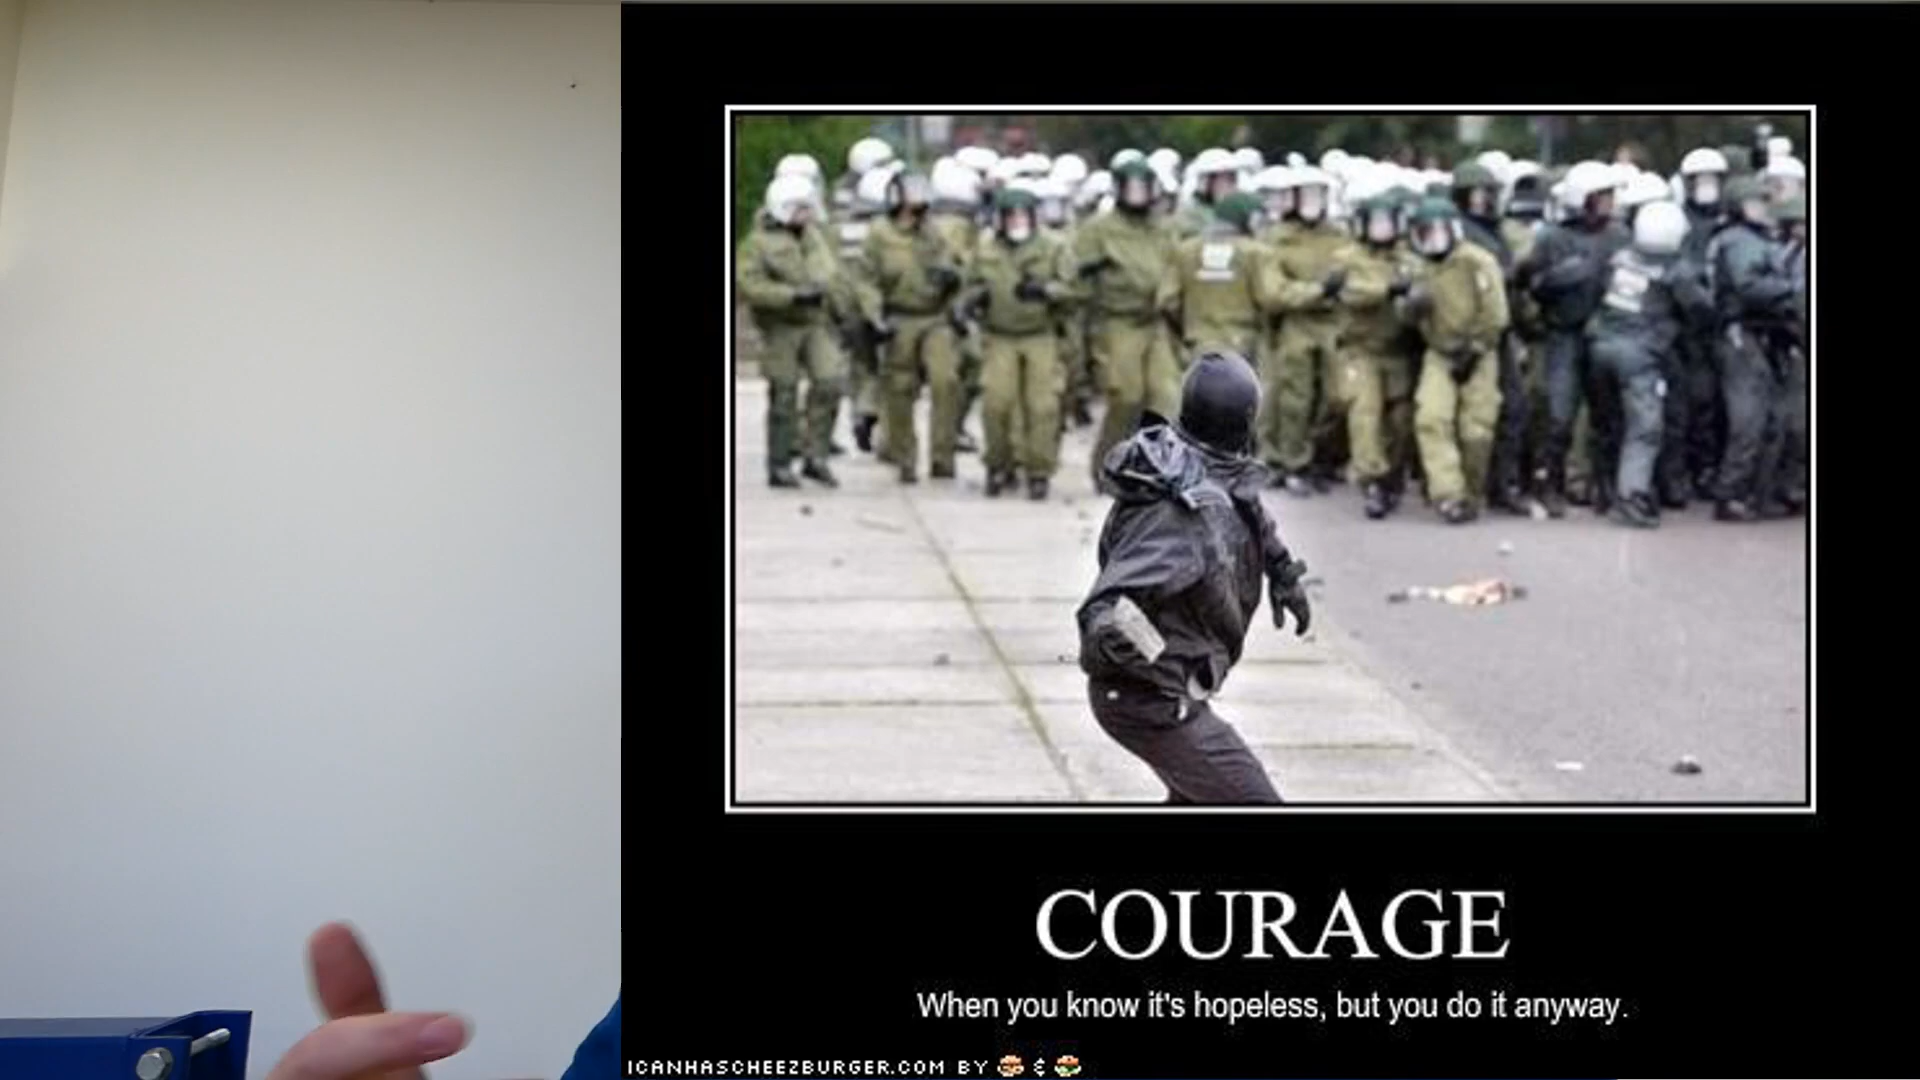 COURAGE
When you know it's hopeless, but you do it anyway.
ICANHASCHEEZBURGER.COM BY &